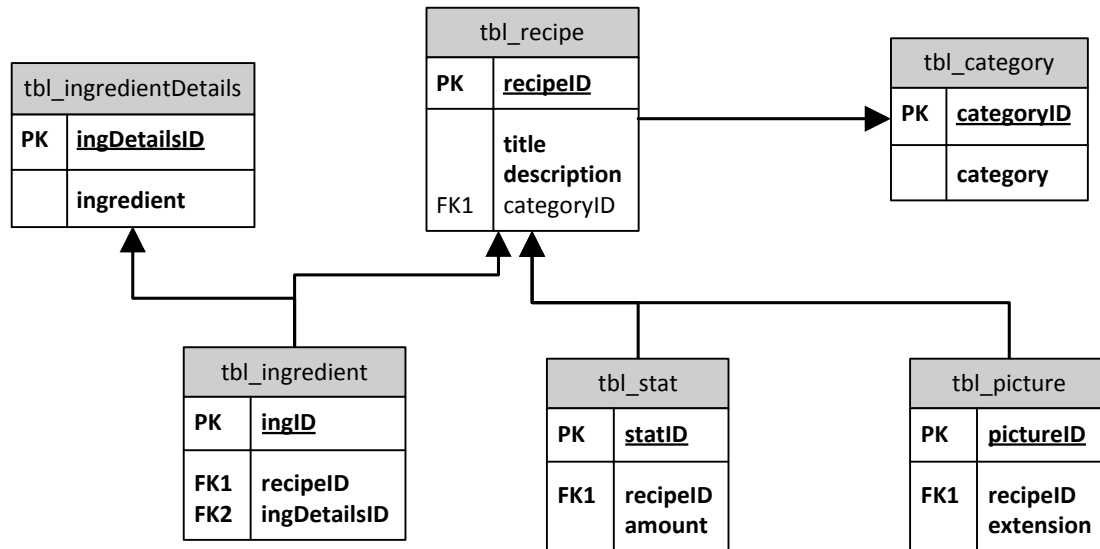 tbl_recipe
PK recipeID
title
description
FK1 categoryID
tbl_category
PK categoryID
category
tbl_ingredientDetails
PK ingDetailsID
ingredient
tbl_ingredient
PK ingID
FK1 recipeID
FK2 ingDetailsID
tbl_stat
PK statID
FK1 recipeID
amount
tbl_picture
PK pictureID
FK1 recipeID
extension